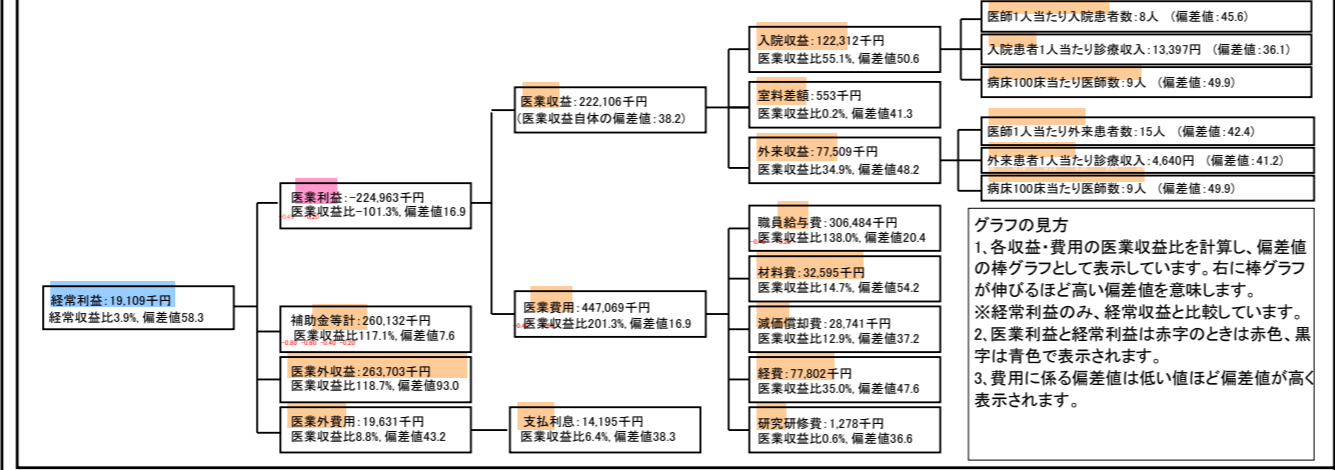 経常利益:19,109千円
経常収益比3.9%, 偏差値58.3
医業利益:-224,963千円
医業収益比-101.3%, 偏差値16.9
補助金等計:260,132千円
医業収益比117.1%, 偏差値7.6
-0.80 -0.60 -0.40 -0.20
医業外収益:263,703千円
医業収益比118.7%, 偏差値93.0
医業外費用:19,631千円
医業収益比8.8%, 偏差値43.2
医業収益:222,106千円
(医業収益自体の偏差値:38.2)
医業費用:447,069千円
医業収益比201.3%, 偏差値16.9
支払利息:14,195千円
医業収益比6.4%, 偏差値38.3
入院収益:122,312千円
医業収益比55.1%, 偏差値50.6
室料差額:553千円
医業収益比0.2%, 偏差値41.3
外来収益:77,509千円
医業収益比34.9%, 偏差値48.2
職員給与費:306,484千円
医業収益比138.0%, 偏差値20.4
材料費:32,595千円
医業収益比14.7%, 偏差値54.2
減価償却費:28,741千円
医業収益比12.9%, 偏差値37.2
経費:77,802千円
医業収益比35.0%, 偏差値47.6
研究研修費:1,278千円
医業収益比0.6%, 偏差値36.6
医師1人当たり入院患者数:8人 (偏差値:45.6)
入院患者1人当たり診療収入:13,397円 (偏差値:36.1)
病床100床当たり医師数:9人 (偏差値:49.9)
医師1人当たり外来患者数:15人 (偏差値:42.4)
外来患者1人当たり診療収入:4,640円 (偏差値:41.2)
病床100床当たり医師数:9人 (偏差値:49.9)
グラフの見方
1、各収益・費用の医業収益比を計算し、偏差値
の棒グラフとして表示しています。右に棒グラフ
が伸びるほど高い偏差値を意味します。
※経常利益のみ、経常収益と比較しています。
2、医業利益と経常利益は赤字のときは赤色、黒
字は青色で表示されます。
3、費用に係る偏差値は低い値ほど偏差値が高く
表示されます。